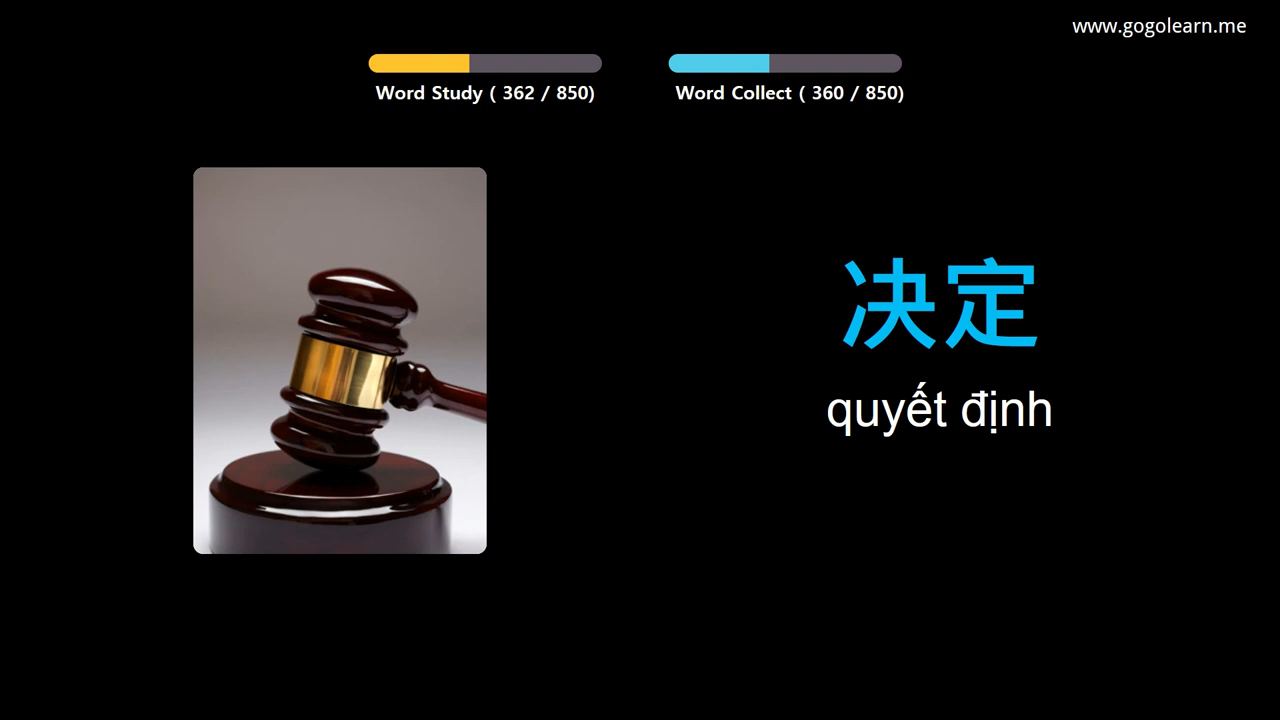 www.gogolearn.me
Word Study ( 362 / 850)
Word Collect ( 360 / 850)
决定
quyết định